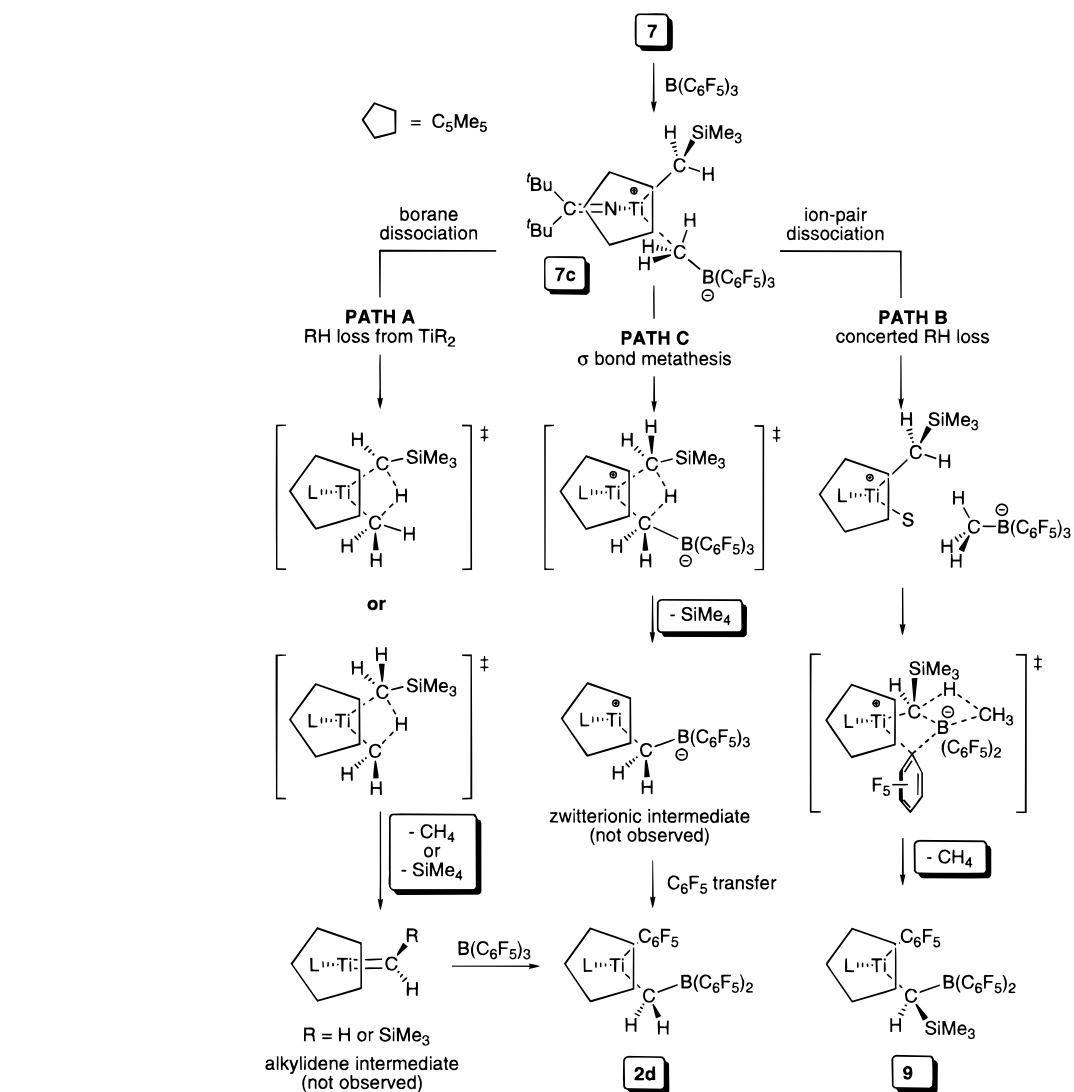 7
B(C6F5)3
= C5Me5
H
SiMe3
C
H
tBu
C
N
Ti
⊕
tBu
H
H
H
C
B(C6F5)3
⊖
7c
borane
dissociation
ion-pair
dissociation
PATH A
RH loss from TiR2
PATH C
σ bond metathesis
PATH B
concerted RH loss
‡
H
C
SiMe3
L
Ti
H
C
H
H
H
‡
H
H
C
SiMe3
⊕
L
Ti
H
C
H
H
B(C6F5)3
⊖
H
SiMe3
C
H
⊕
L
Ti
S
H
C
H
H
⊖
B(C6F5)3
or
- SiMe4
‡
H
H
C
SiMe3
L
Ti
H
C
H
H
⊕
L
Ti
C
B(C6F5)3
⊖
H
H
zwitterionic intermediate
(not observed)
‡
SiMe3
H
H
C
⊕
L
Ti
⊖
B
CH3
(C6F5)2
F5
- CH4
or
- SiMe4
C6F5 transfer
- CH4
L
Ti
C
R
H
B(C6F5)3
C6F5
L
Ti
C
B(C6F5)2
H
H
C6F5
L
Ti
C
B(C6F5)2
H
SiMe3
R = H or SiMe3
alkylidene intermediate
(not observed)
2d
9